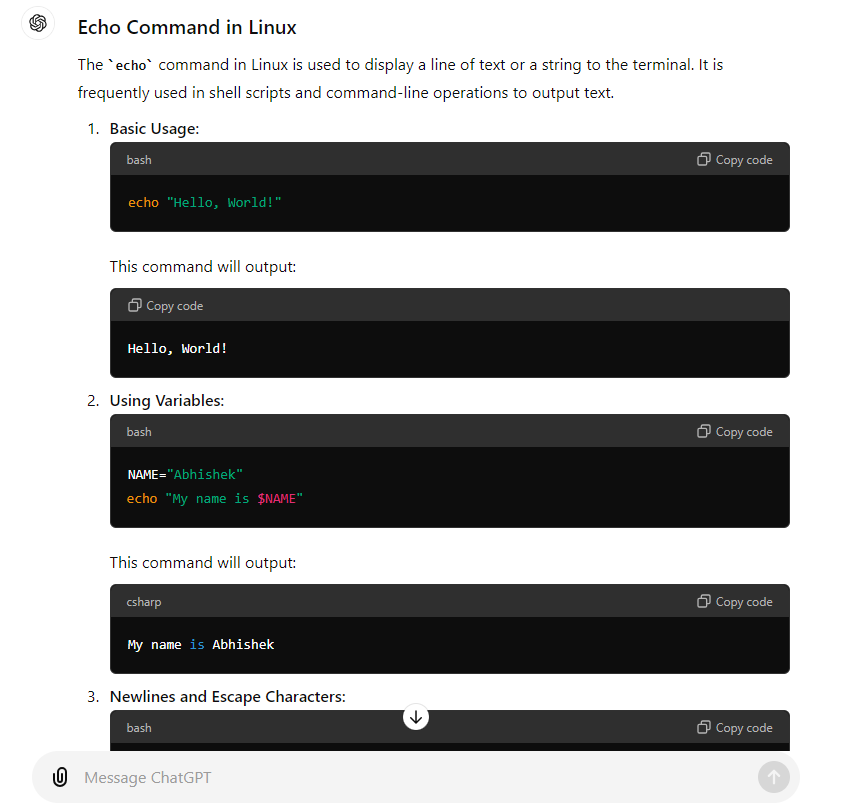 Echo Command in Linux
The `echo` command in Linux is used to display a line of text or a string to the terminal. It is
frequently used in shell scripts and command-line operations to output text.
1. Basic Usage:
bash Copy code
echo "Hello, World!"
This command will output:
Copy code
Hello, World!
2. Using Variables:
bash Copy code
NAME="Abhishek"
echo "My name is $NAME"
This command will output:
csharp Copy code
My name is Abhishek
3. Newlines and Escape Characters:
bash Copy code
Message ChatGPT